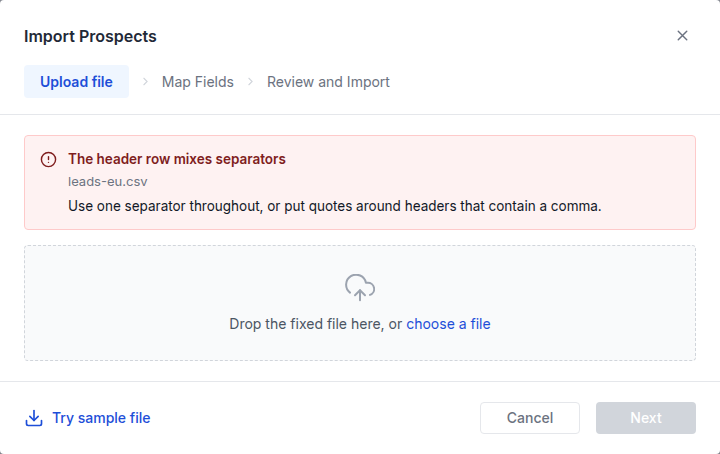 Import Prospects
Upload file
Map Fields
Review and Import
The header row mixes separators
leads-eu.csv
Use one separator throughout, or put quotes around headers that contain a comma.
Drop the fixed file here, or choose a file
Try sample file
Cancel
Next